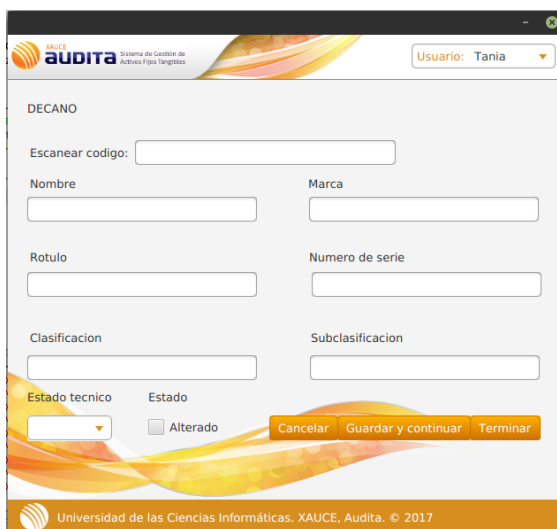 XAUCE
AUDITA Sistema de Gestión de Activos Fijos Tangibles
Usuario: Tania
DECANO
Escanear codigo:
Nombre Marca
Rotulo Numero de serie
Clasificacion Subclasificacion
Estado tecnico Estado
Alterado Cancelar Guardar y continuar Terminar
Universidad de las Ciencias Informáticas. XAUCE, Audita. © 2017